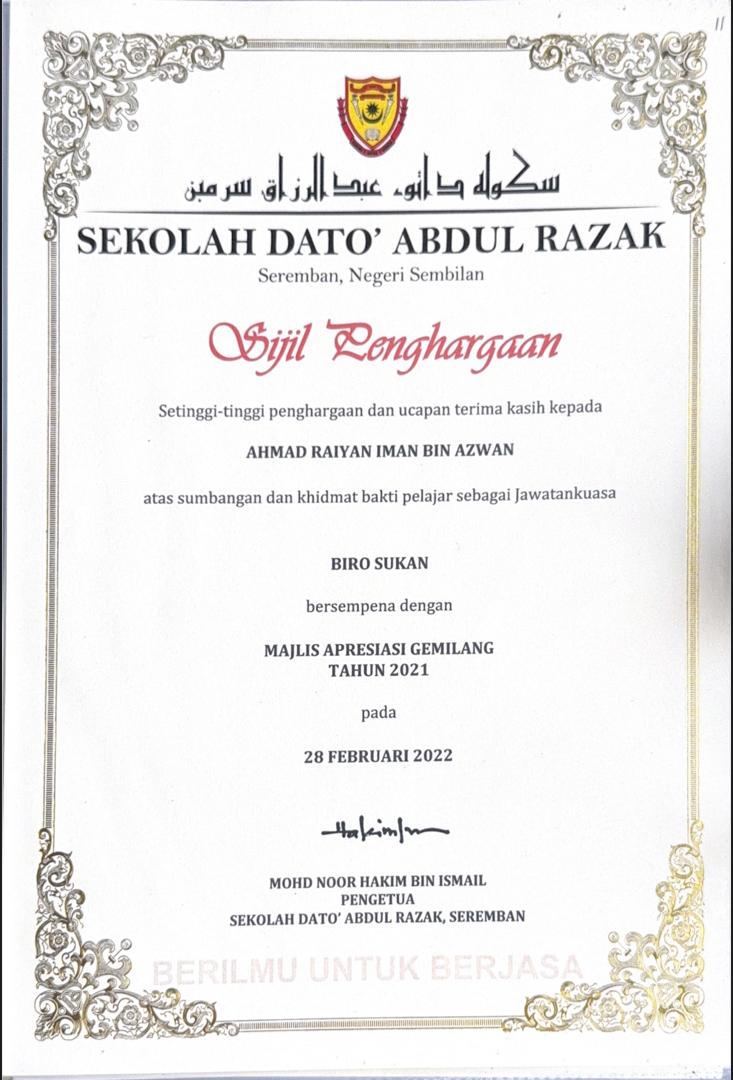 11
سكوله داتوء عبدالرزاق سرمبن
SEKOLAH DATO’ ABDUL RAZAK
Seremban, Negeri Sembilan
Sijil Penghargaan
Setinggi-tinggi penghargaan dan ucapan terima kasih kepada
AHMAD RAIYAN IMAN BIN AZWAN
atas sumbangan dan khidmat bakti pelajar sebagai Jawatankuasa
BIRO SUKAN
bersempena dengan
MAJLIS APRESIASI GEMILANG
TAHUN 2021
pada
28 FEBRUARI 2022
MOHD NOOR HAKIM BIN ISMAIL
PENGETUA
SEKOLAH DATO’ ABDUL RAZAK, SEREMBAN
BERILMU UNTUK BERJASA